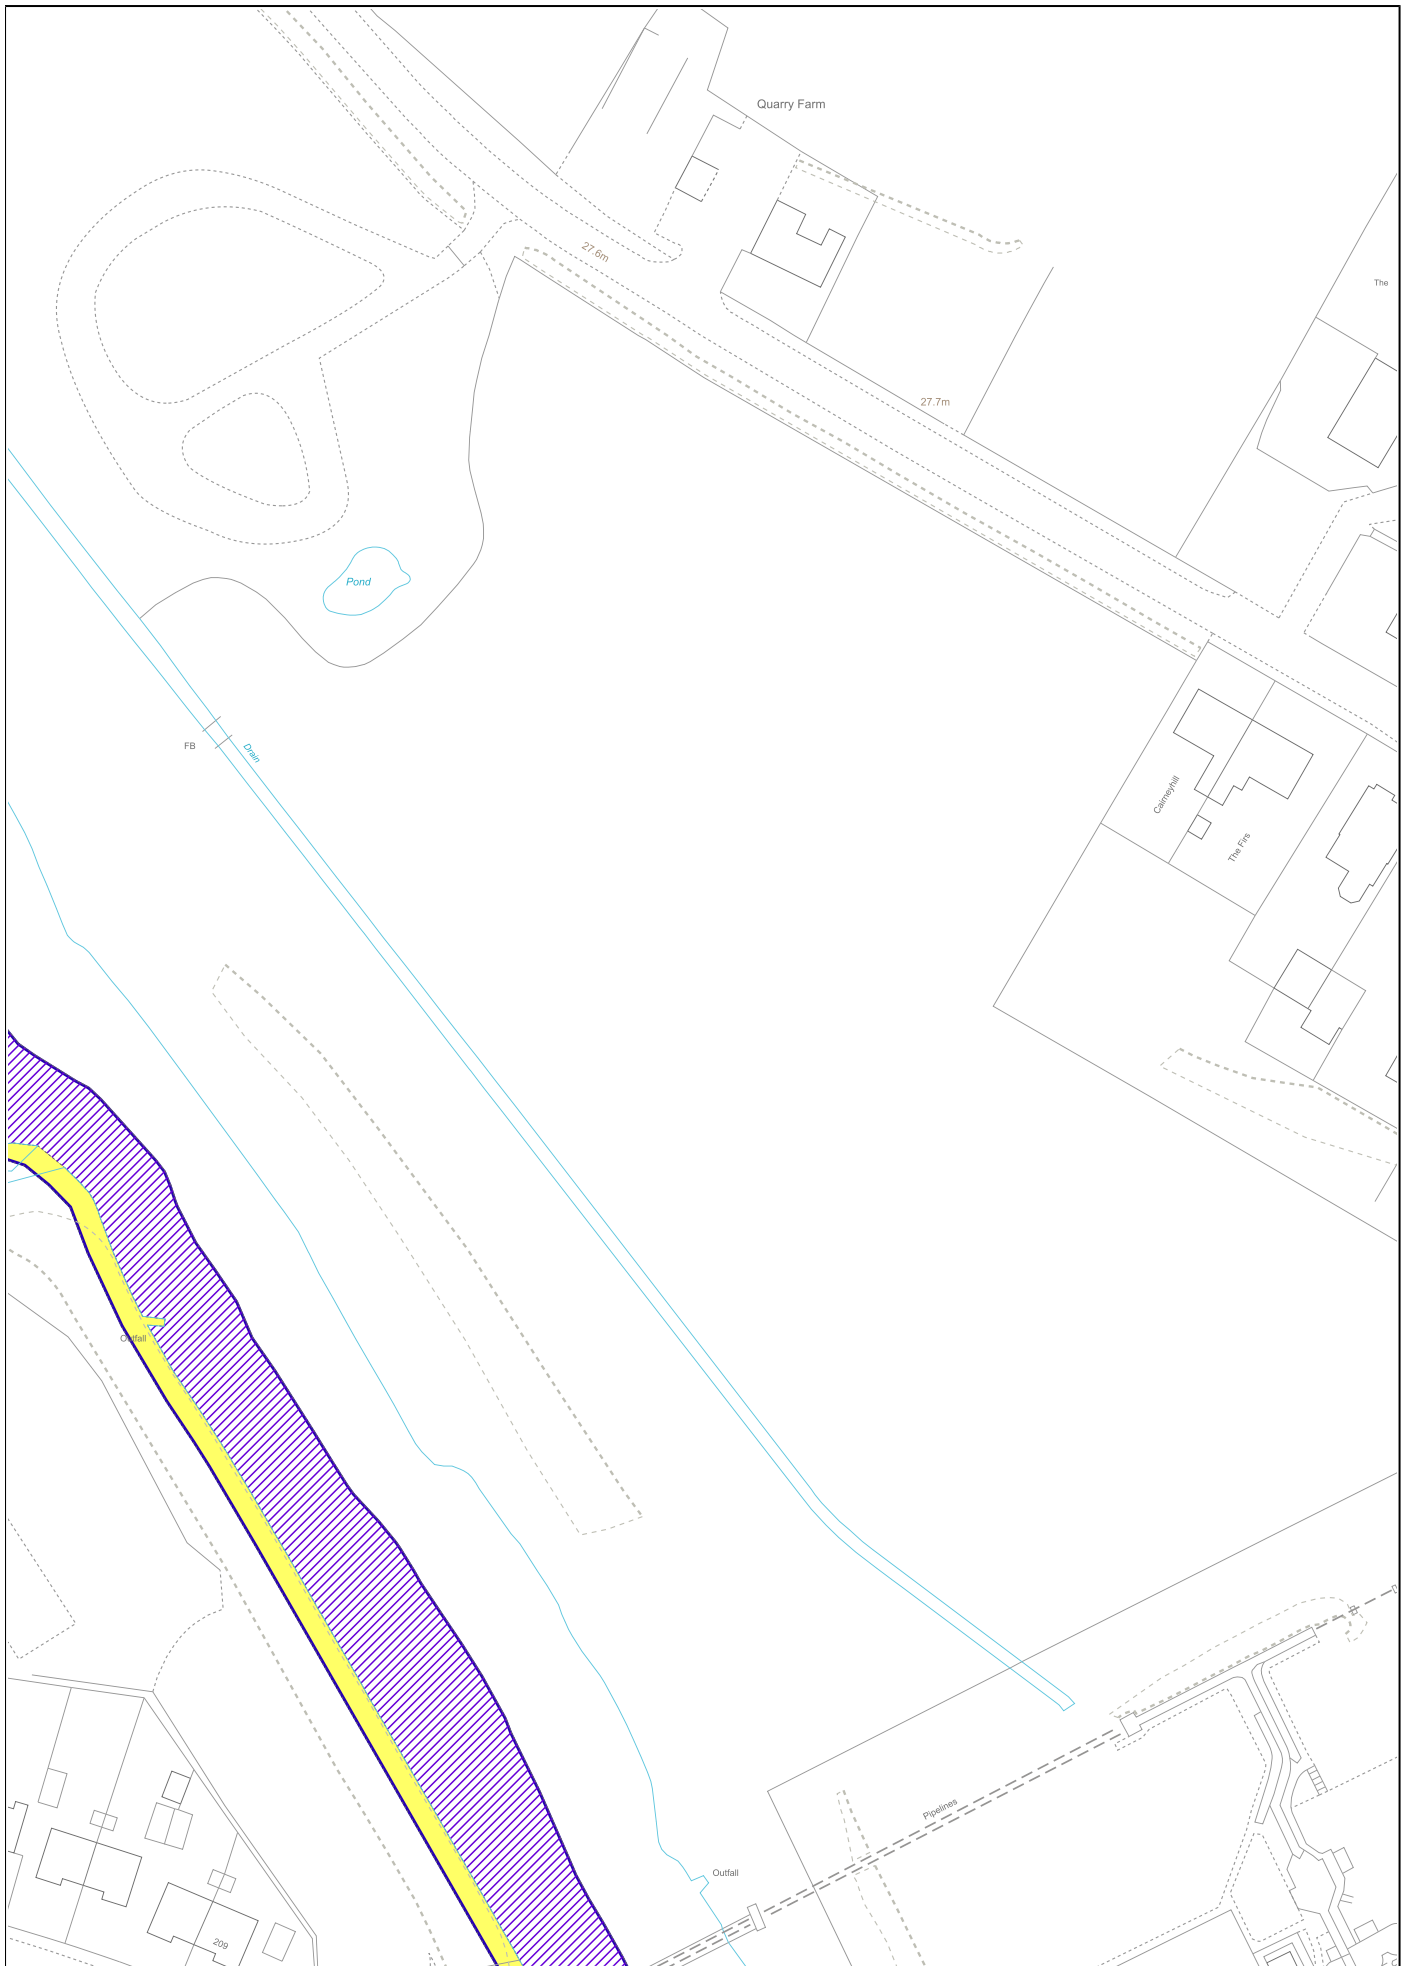 Quarry Farm
27.6m
The
27.7m
Pond
FB
Drain
Cairneyhill
The Firs
Outfall
Pipelines
Outfall
209